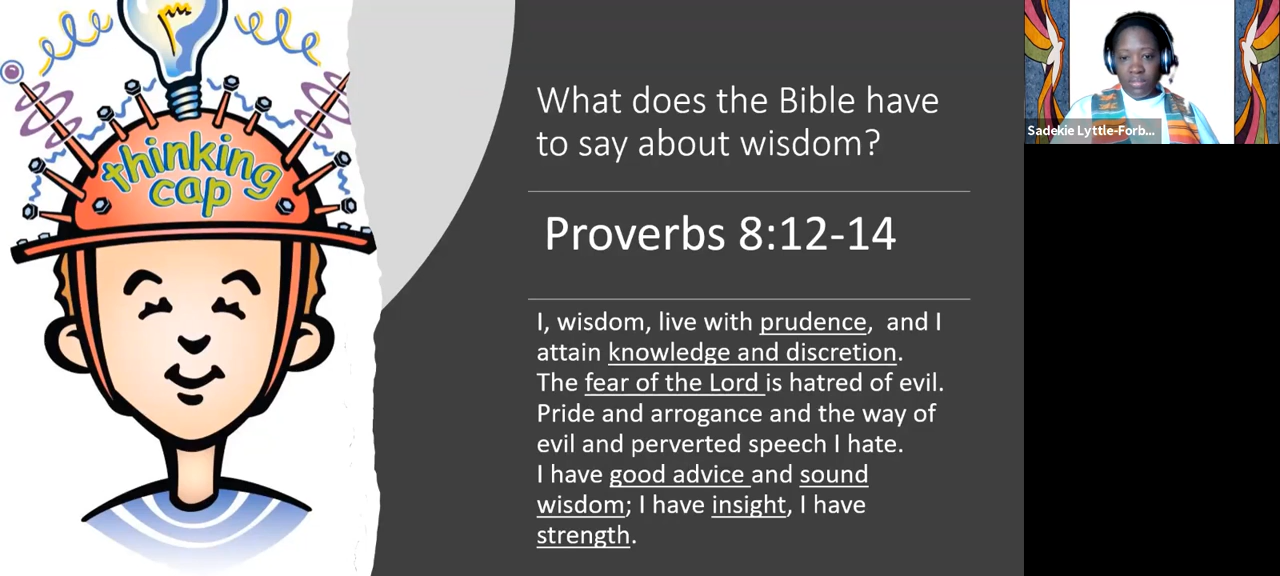 thinking
cap
What does the Bible have
to say about wisdom?
Proverbs 8:12-14
I, wisdom, live with prudence, and I
attain knowledge and discretion.
The fear of the Lord is hatred of evil.
Pride and arrogance and the way of
evil and perverted speech I hate.
I have good advice and sound
wisdom; I have insight, I have
strength.
Sadekie Lyttle-Forb...